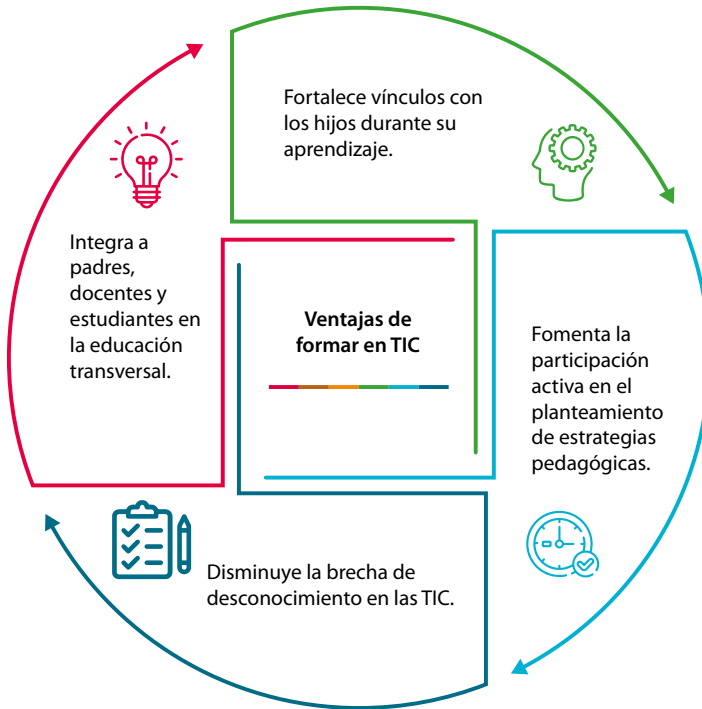 Fortalece vínculos con
los hijos durante su
aprendizaje.
Integra a
padres,
docentes y
estudiantes en
la educación
transversal.
Ventajas de
formar en TIC
Fomenta la
participación
activa en el
planteamiento
de estrategias
pedagógicas.
Disminuye la brecha de
desconocimiento en las TIC.